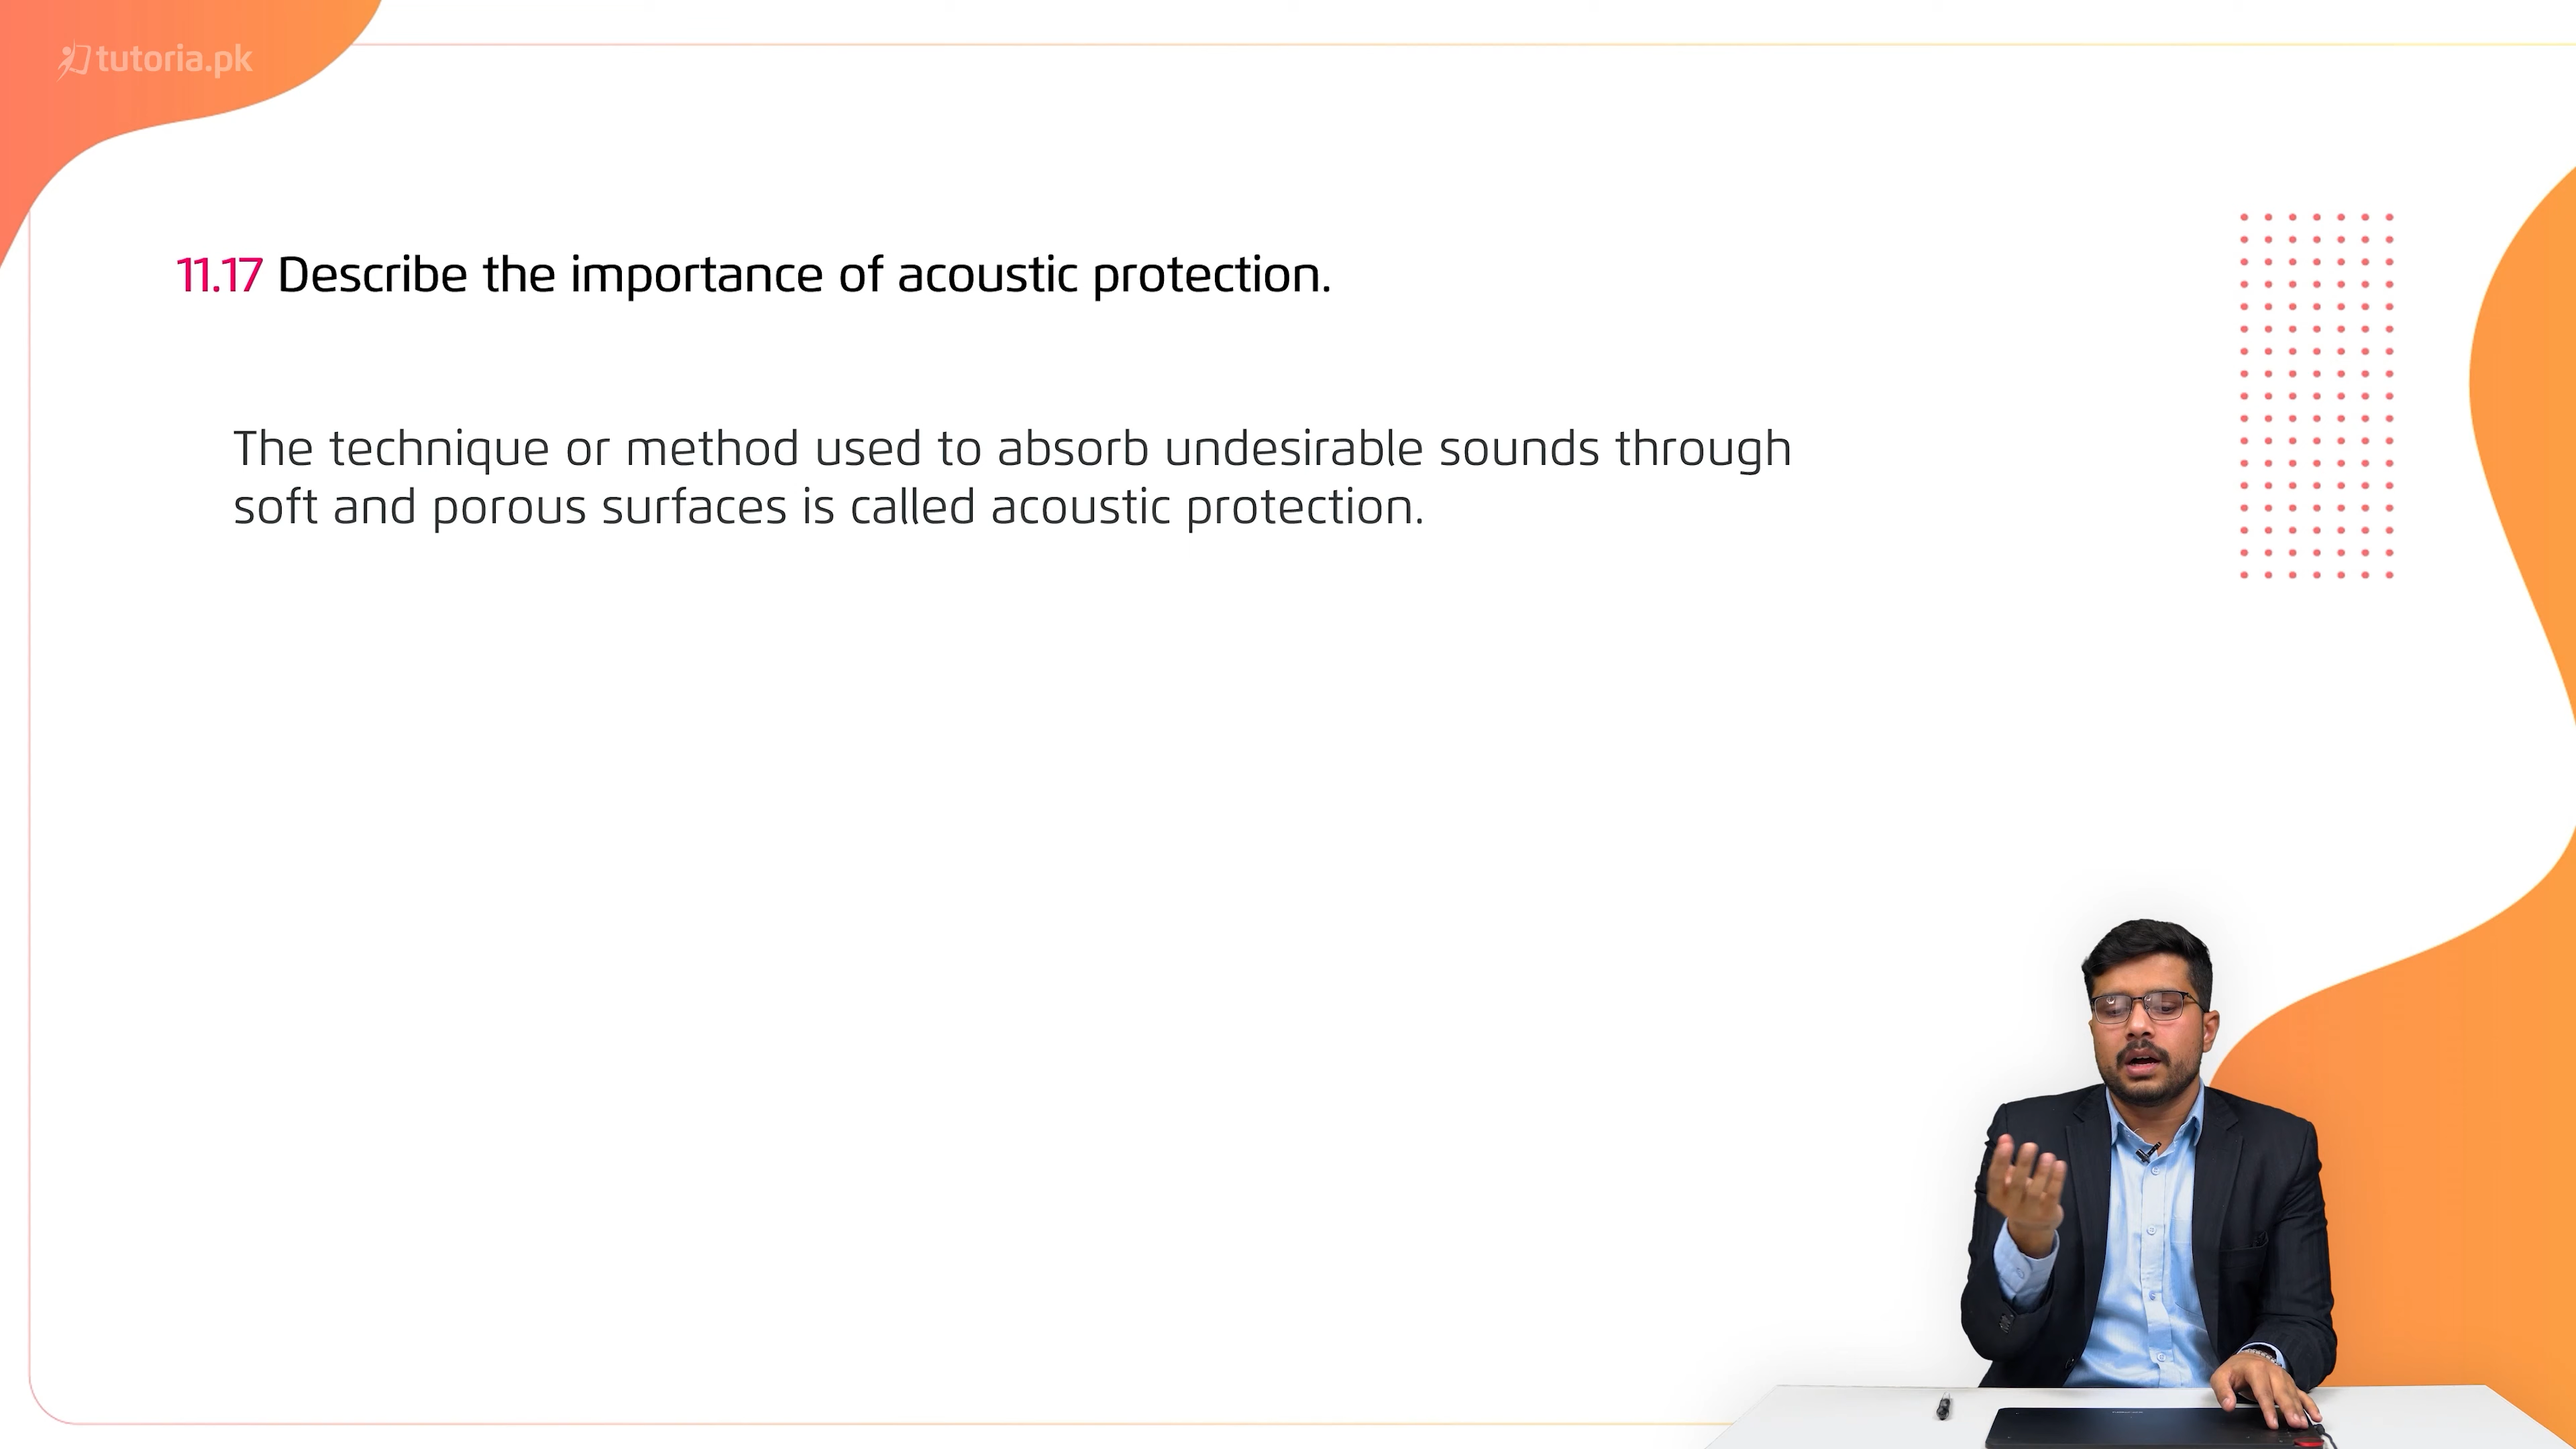 tutoria.pk
11.17 Describe the importance of acoustic protection.
The technique or method used to absorb undesirable sounds through
soft and porous surfaces is called acoustic protection.